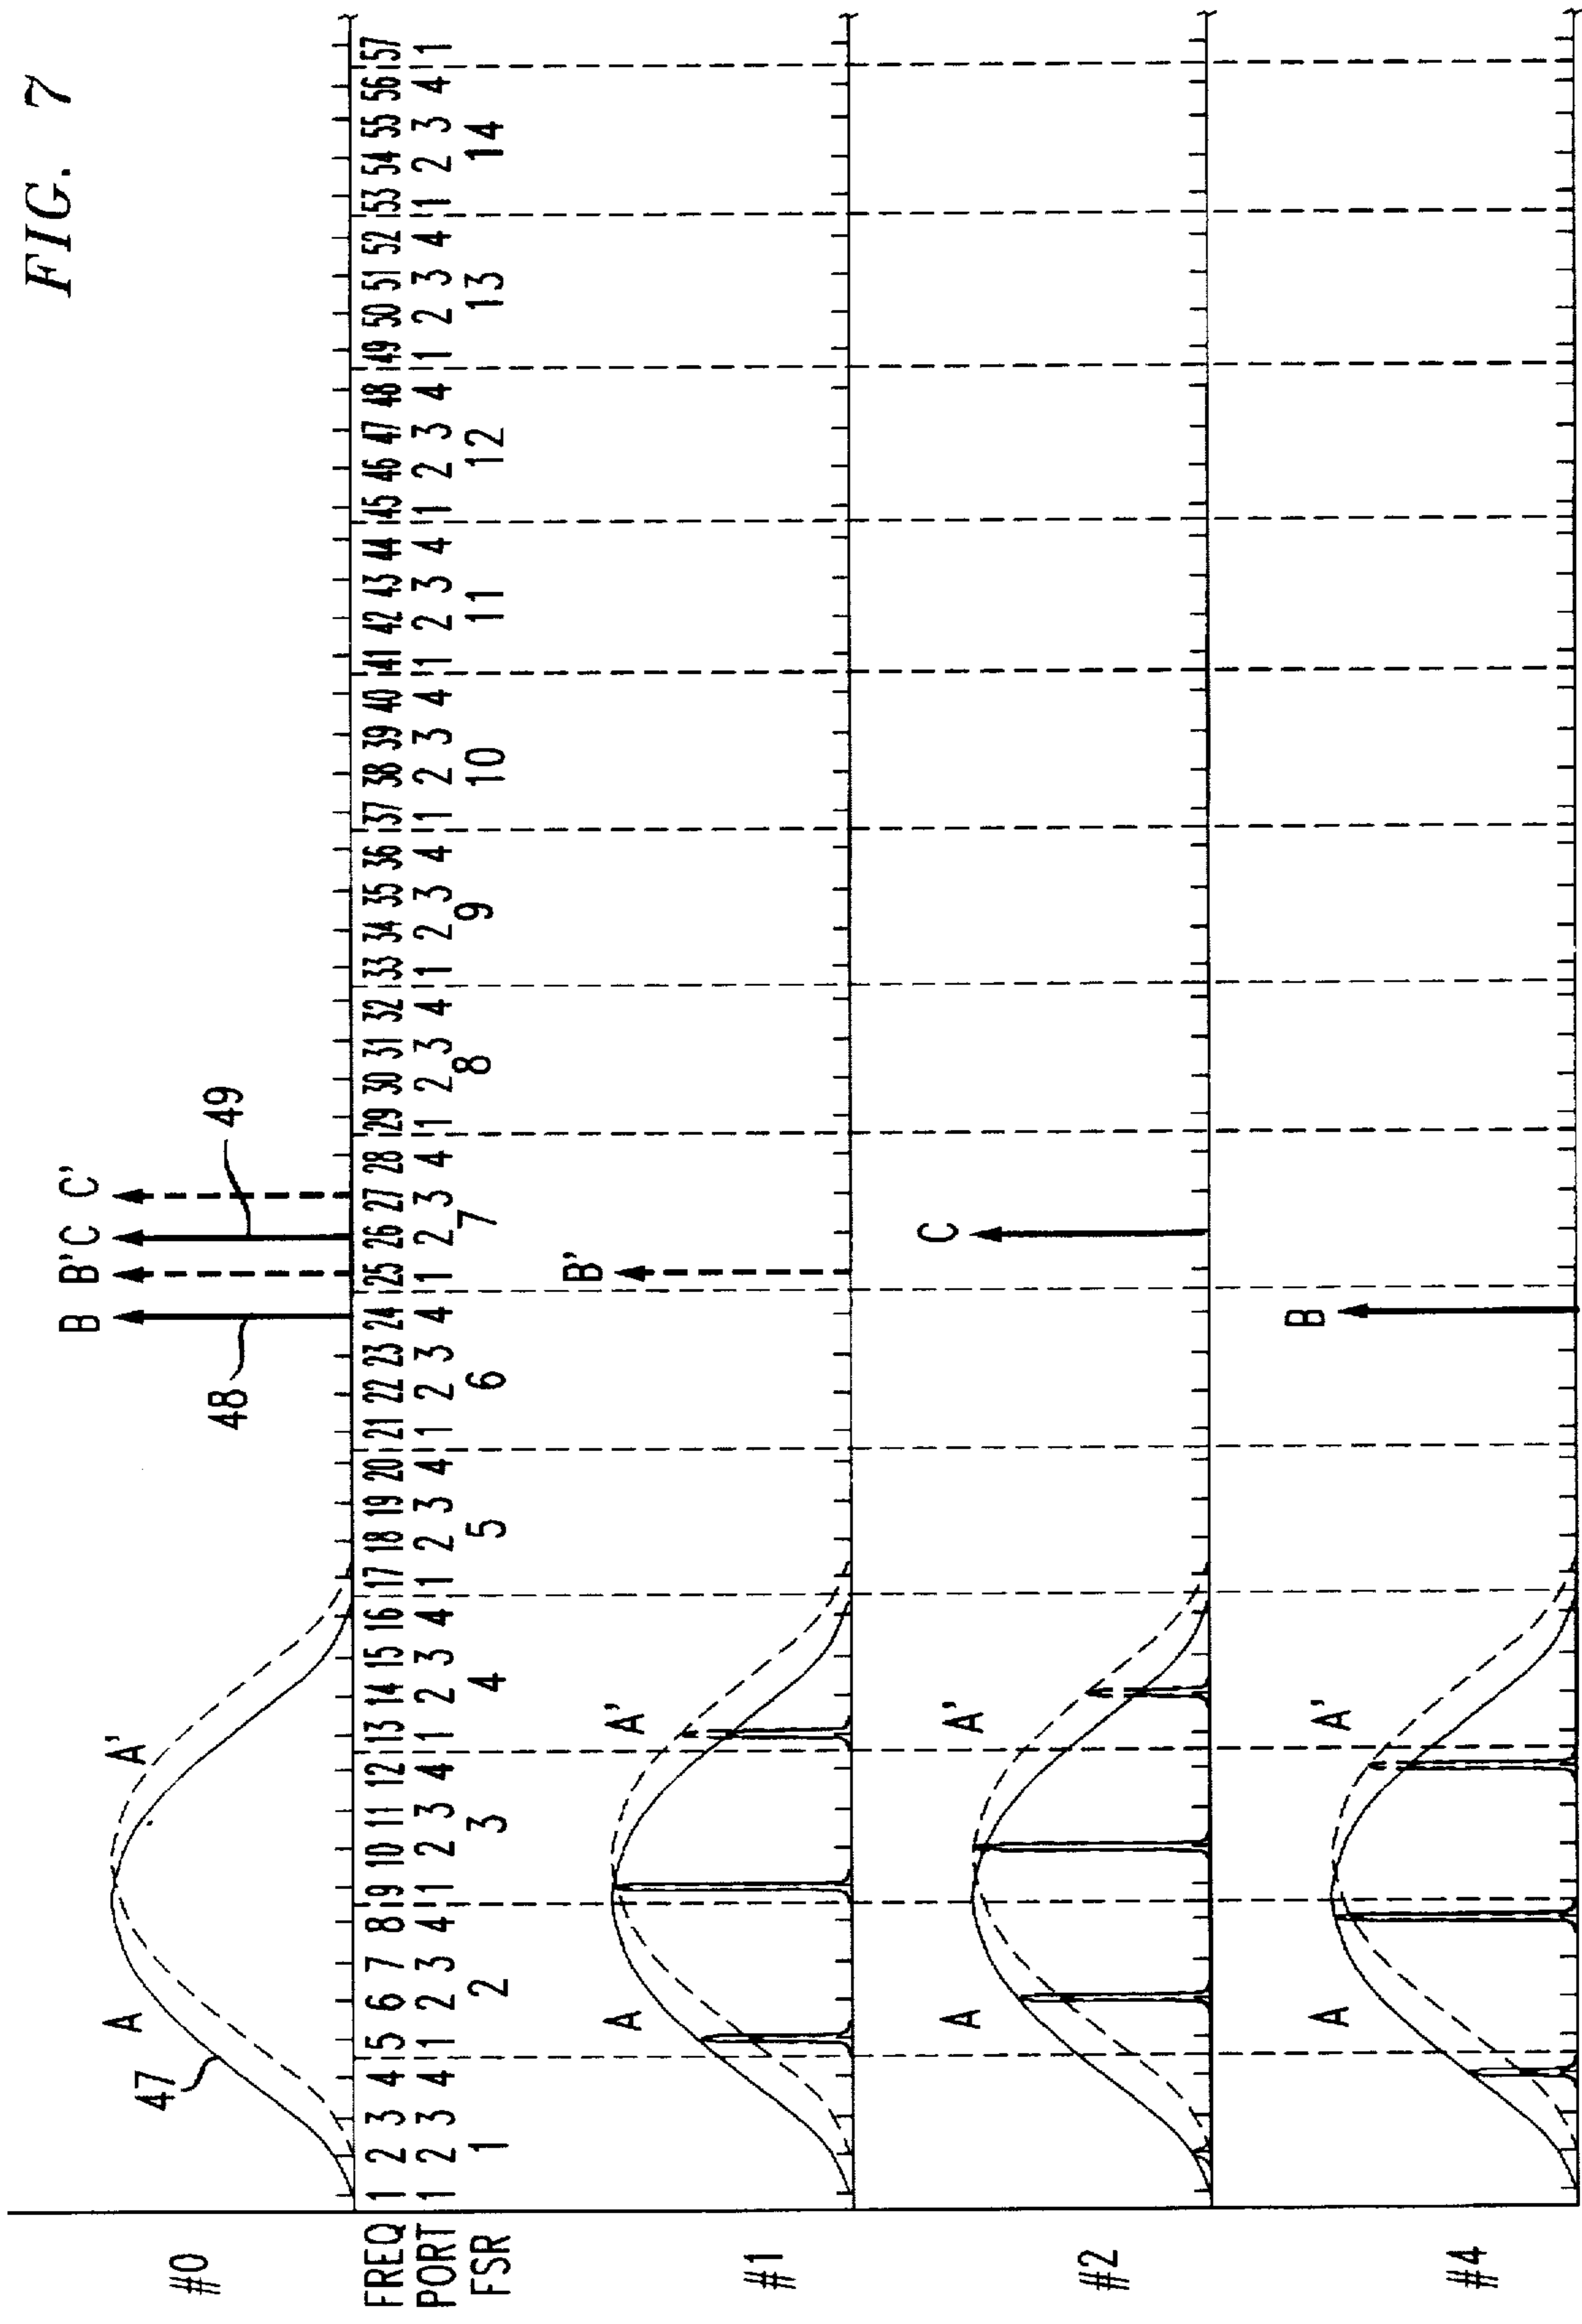 FIG. 7
B B' C C'
48 49
A A'
47
#0
FREQ 1 2 3 4 5 6 7 8 9 10 11 12 13 14 15 16 17 18 19 20 21 22 23 24 25 26 27 28 29 30 31 32 33 34 35 36 37 38 39 40 41 42 43 44 45 46 47 48 49 50 51 52 53 54 55 56 57
PORT 1 2 3 4 1 2 3 4 1 2 3 4 1 2 3 4 1 2 3 4 1 2 3 4 1 2 3 4 1 2 3 4 1 2 3 4 1 2 3 4 1 2 3 4 1 2 3 4 1 2 3 4 1 2 3 4 1
FSR 1 2 3 4 5 6 7 8 9 10 11 12 13 14
B'
A A'
#1
C
A A'
#2
B
A A'
#4